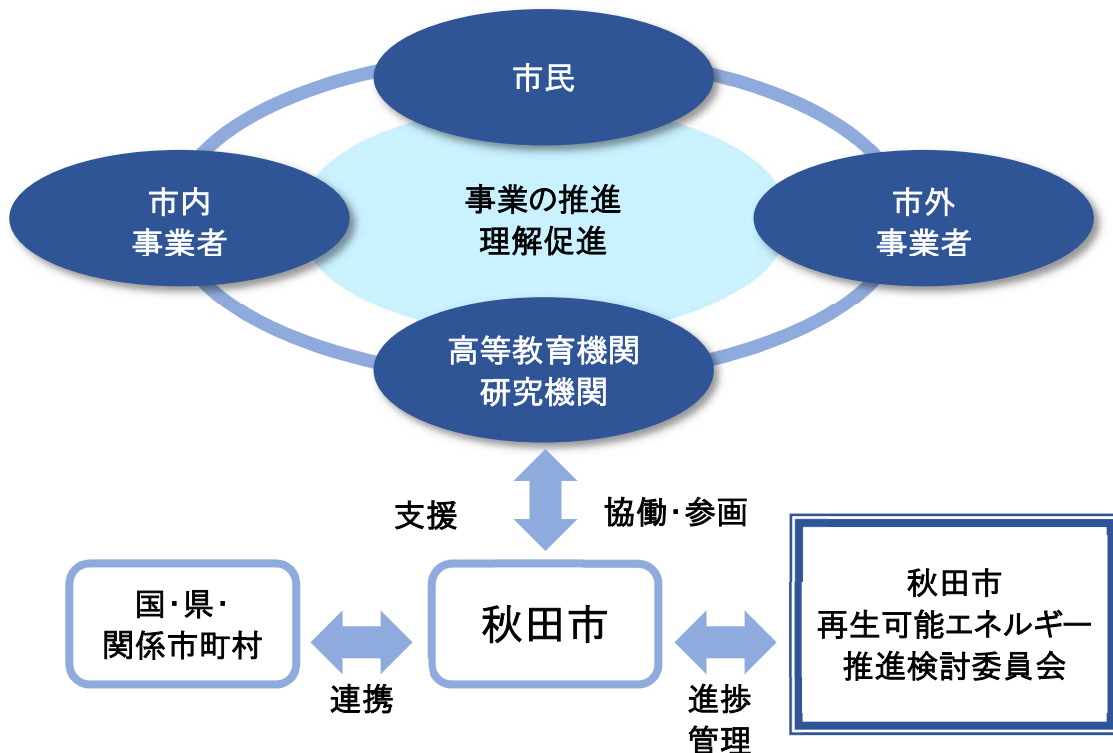 市民
市内
事業者
事業の推進
理解促進
市外
事業者
高等教育機関
研究機関
支援
協働・参画
国・県・
関係市町村
連携
秋田市
進捗
管理
秋田市
再生可能エネルギー
推進検討委員会